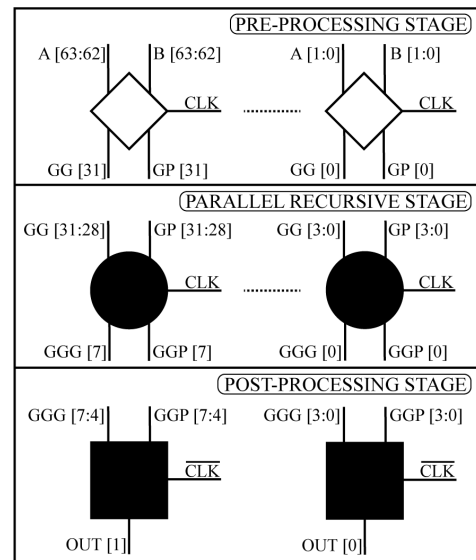 PRE-PROCESSING STAGE
A [63:62] B [63:62] A [1:0] B [1:0]
CLK CLK
GG [31] GP [31] GG [0] GP [0]
PARALLEL RECURSIVE STAGE
GG [31:28] GP [31:28] GG [3:0] GP [3:0]
CLK CLK
GGG [7] GGP [7] GGG [0] GGP [0]
POST-PROCESSING STAGE
GGG [7:4] GGP [7:4] GGG [3:0] GGP [3:0]
C̅L̅K̅ C̅L̅K̅
OUT [1] OUT [0]